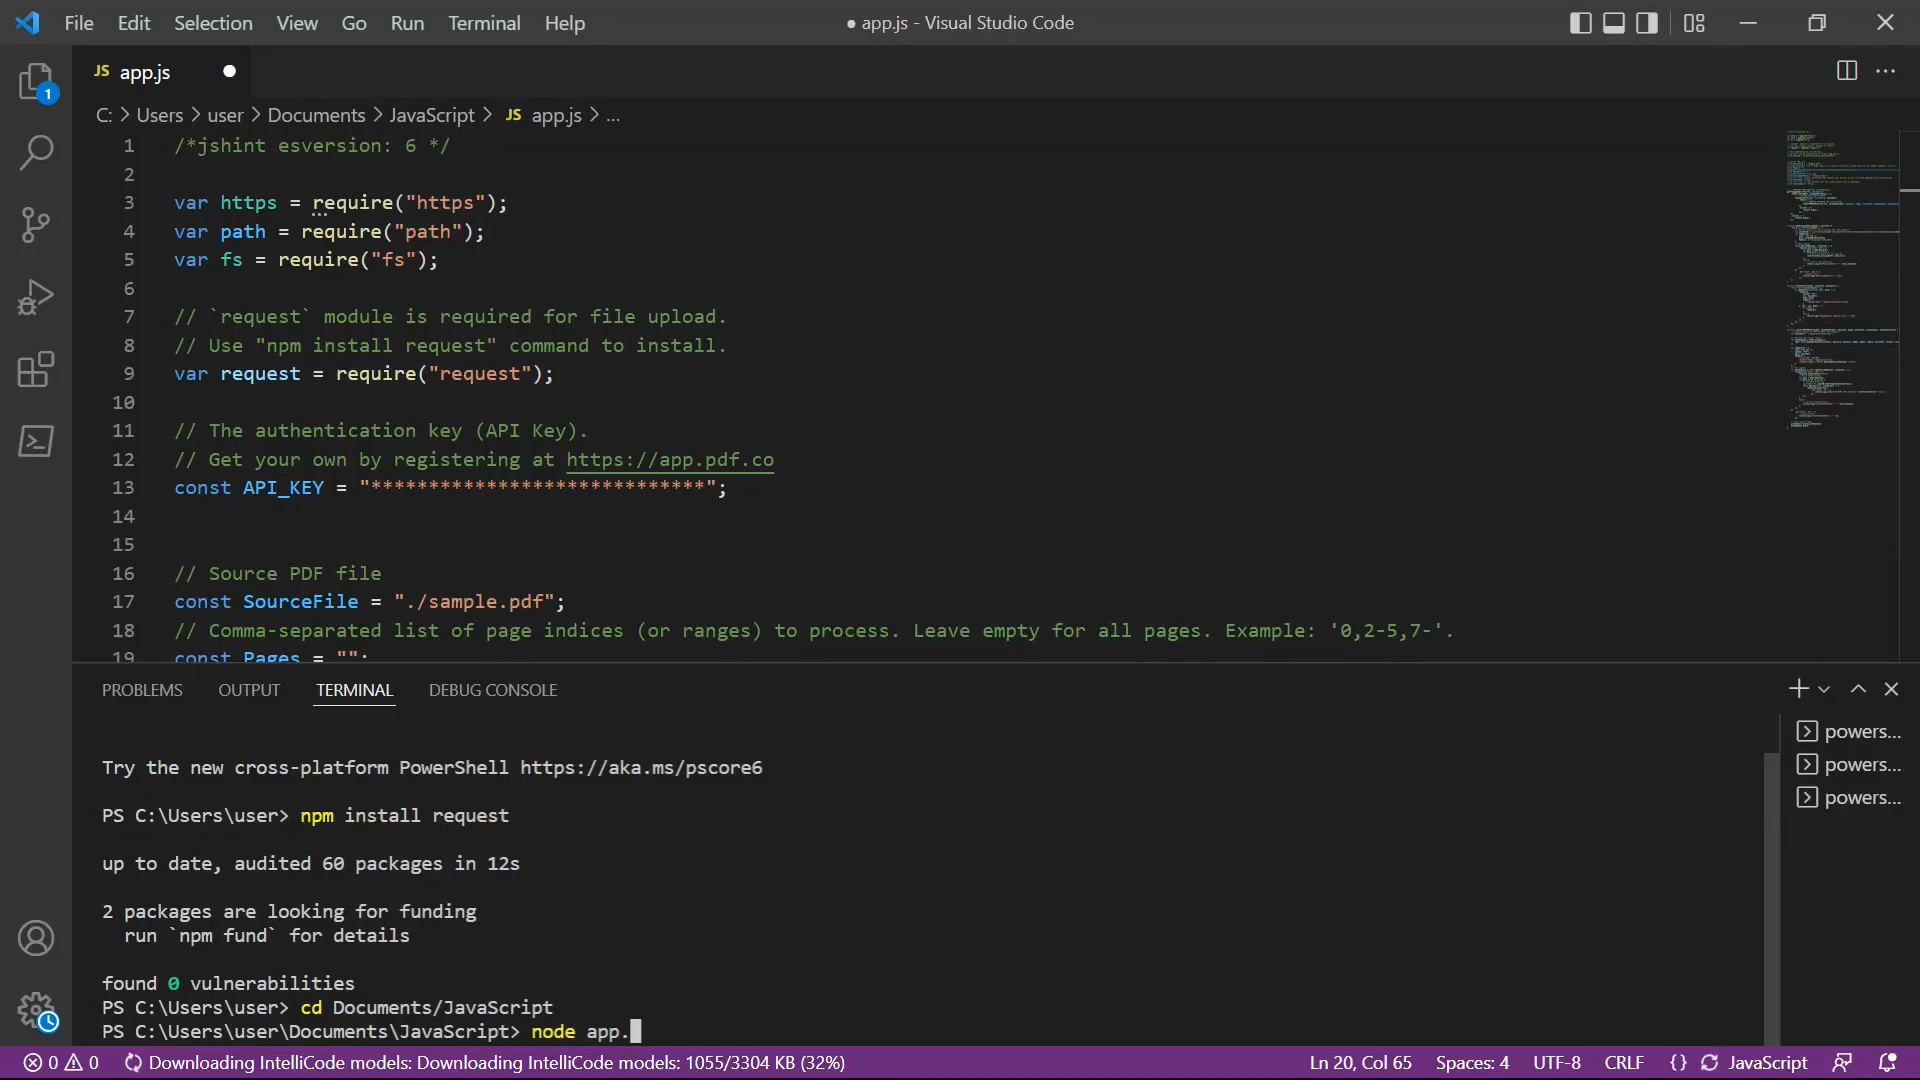 File Edit Selection View Go Run Terminal Help
● app.js - Visual Studio Code
JS app.js ●
1
C: > Users > user > Documents > JavaScript > JS app.js > ...
1 /*jshint esversion: 6 */
2
3 var https = require("https");
4 var path = require("path");
5 var fs = require("fs");
6
7 // `request` module is required for file upload.
8 // Use "npm install request" command to install.
9 var request = require("request");
10
11 // The authentication key (API Key).
12 // Get your own by registering at https://app.pdf.co
13 const API_KEY = "*****************************";
14
15
16 // Source PDF file
17 const SourceFile = "./sample.pdf";
18 // Comma-separated list of page indices (or ranges) to process. Leave empty for all pages. Example: '0,2-5,7-'.
19 const Pages = "";
PROBLEMS OUTPUT TERMINAL DEBUG CONSOLE
powers...
powers...
powers...
Try the new cross-platform PowerShell https://aka.ms/pscore6
PS C:\Users\user> npm install request
up to date, audited 60 packages in 12s
2 packages are looking for funding
run `npm fund` for details
found 0 vulnerabilities
PS C:\Users\user> cd Documents/JavaScript
PS C:\Users\user\Documents\JavaScript> node app.
0 0 Downloading IntelliCode models: Downloading IntelliCode models: 1055/3304 KB (32%) Ln 20, Col 65 Spaces: 4 UTF-8 CRLF {} JavaScript